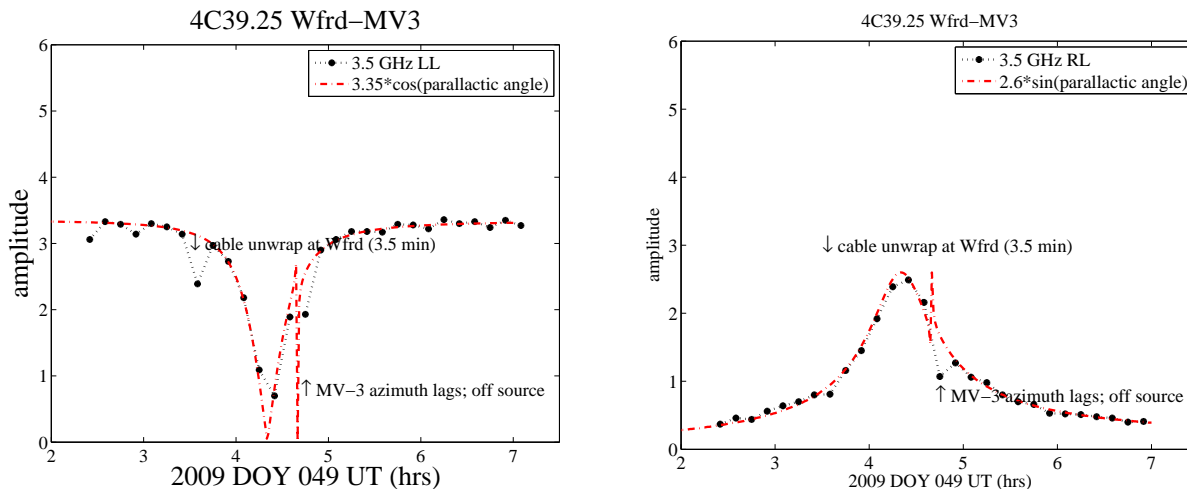 4C39.25 Wfrd−MV3
3.5 GHz LL
3.35*cos(parallactic angle)
↓ cable unwrap at Wfrd (3.5 min)
↑ MV−3 azimuth lags; off source
amplitude
0
1
2
3
4
5
6
2
3
4
5
6
7
2009 DOY 049 UT (hrs)
4C39.25 Wfrd−MV3
3.5 GHz RL
2.6*sin(parallactic angle)
↓ cable unwrap at Wfrd (3.5 min)
↑ MV−3 azimuth lags; off source
amplitude
0
1
2
3
4
5
6
2
3
4
5
6
7
2009 DOY 049 UT (hrs)